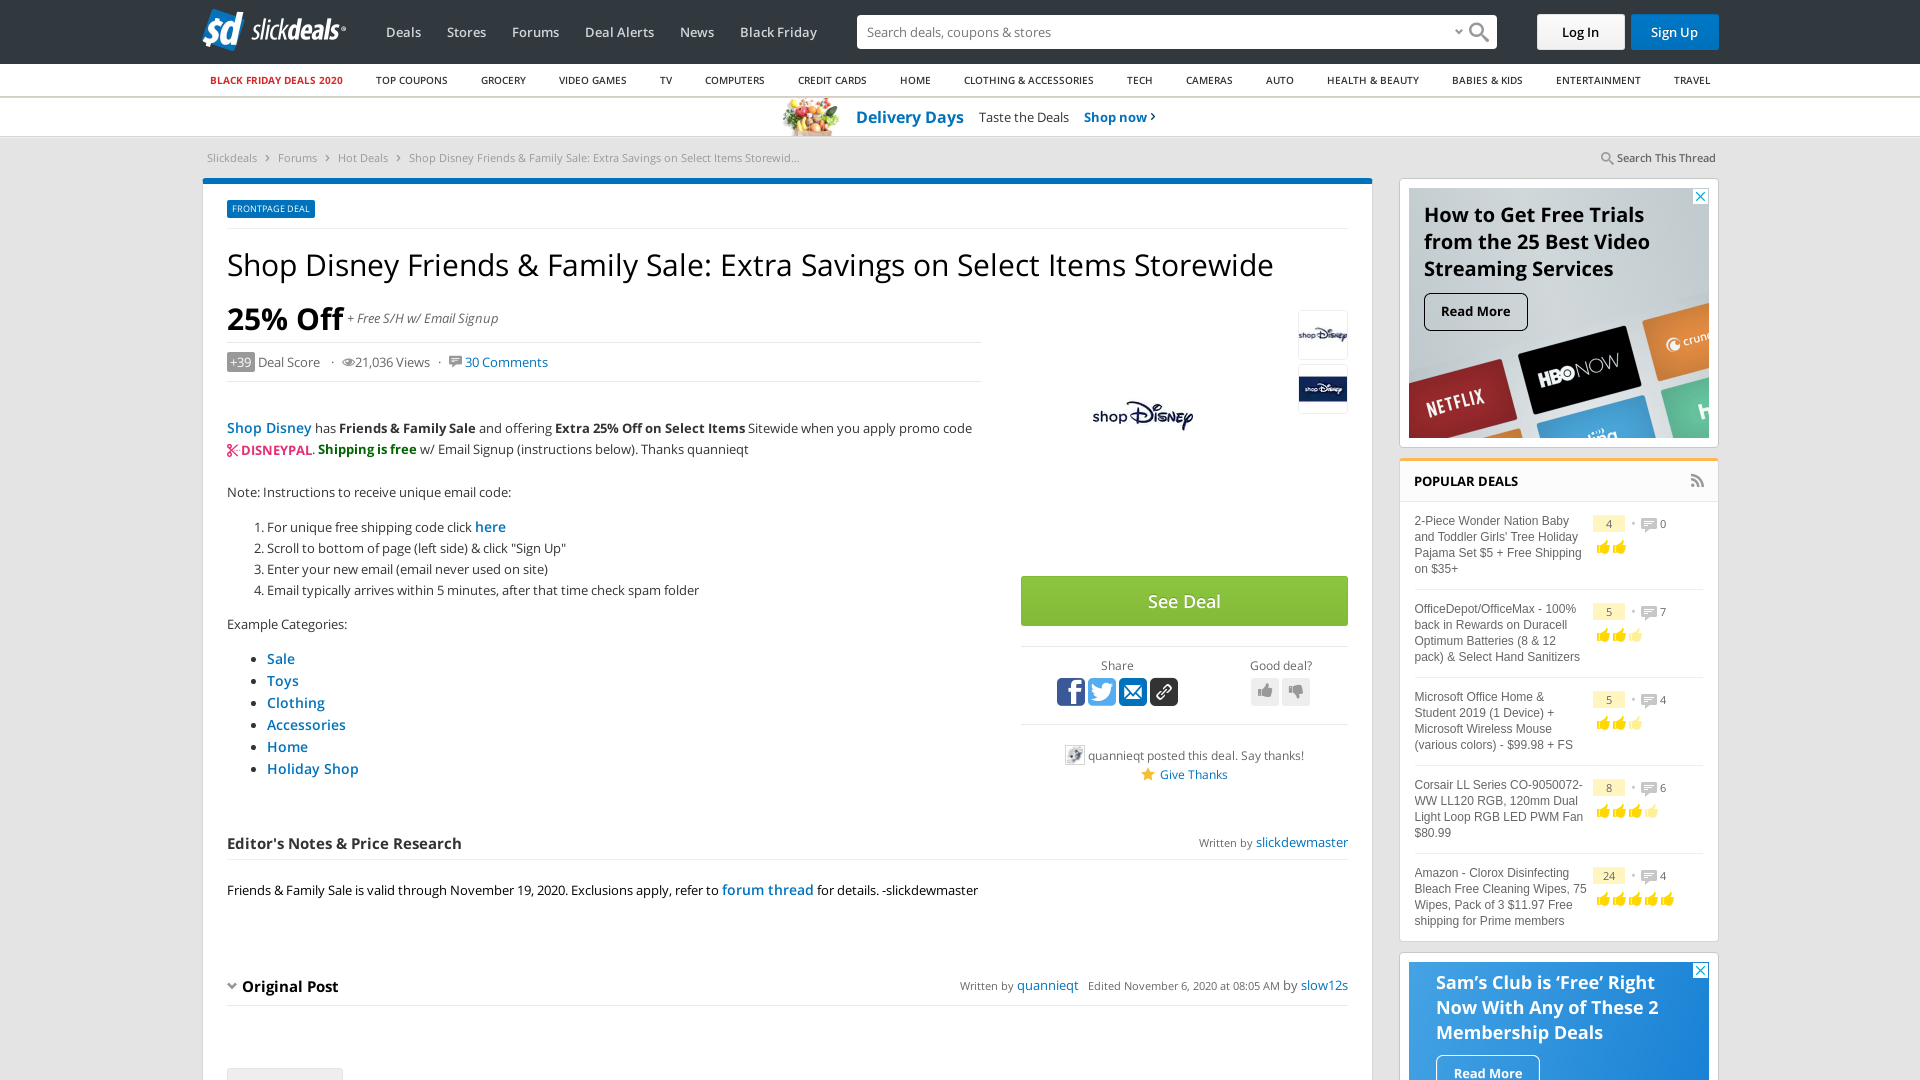 sd slickdeals
Deals Stores Forums Deal Alerts News Black Friday
Search deals, coupons & stores
Log In
Sign Up
BLACK FRIDAY DEALS 2020 TOP COUPONS GROCERY VIDEO GAMES TV COMPUTERS CREDIT CARDS HOME CLOTHING & ACCESSORIES TECH CAMERAS AUTO HEALTH & BEAUTY BABIES & KIDS ENTERTAINMENT TRAVEL
Delivery Days Taste the Deals Shop now
Slickdeals > Forums > Hot Deals > Shop Disney Friends & Family Sale: Extra Savings on Select Items Storewid...
Search This Thread
FRONTPAGE DEAL
Shop Disney Friends & Family Sale: Extra Savings on Select Items Storewide
25% Off + Free S/H w/ Email Signup
+39 Deal Score · 21,036 Views · 30 Comments
Shop Disney has Friends & Family Sale and offering Extra 25% Off on Select Items Sitewide when you apply promo code
DISNEYPAL. Shipping is free w/ Email Signup (instructions below). Thanks quannieqt
Note: Instructions to receive unique email code:
1. For unique free shipping code click here
2. Scroll to bottom of page (left side) & click "Sign Up"
3. Enter your new email (email never used on site)
4. Email typically arrives within 5 minutes, after that time check spam folder
Example Categories:
• Sale
• Toys
• Clothing
• Accessories
• Home
• Holiday Shop
shop Disney
shop Disney
shop Disney
See Deal
Share
Good deal?
quannieqt posted this deal. Say thanks!
Give Thanks
Editor's Notes & Price Research
Written by slickdewmaster
Friends & Family Sale is valid through November 19, 2020. Exclusions apply, refer to forum thread for details. -slickdewmaster
Original Post
Written by quannieqt Edited November 6, 2020 at 08:05 AM by slow12s
How to Get Free Trials
from the 25 Best Video
Streaming Services
Read More
NETFLIX
HBO NOW
crun
h
POPULAR DEALS
2-Piece Wonder Nation Baby
and Toddler Girls' Tree Holiday
Pajama Set $5 + Free Shipping
on $35+
4 • 0
OfficeDepot/OfficeMax - 100%
back in Rewards on Duracell
Optimum Batteries (8 & 12
pack) & Select Hand Sanitizers
5 • 7
Microsoft Office Home &
Student 2019 (1 Device) +
Microsoft Wireless Mouse
(various colors) - $99.98 + FS
5 • 4
Corsair LL Series CO-9050072-
WW LL120 RGB, 120mm Dual
Light Loop RGB LED PWM Fan
$80.99
8 • 6
Amazon - Clorox Disinfecting
Bleach Free Cleaning Wipes, 75
Wipes, Pack of 3 $11.97 Free
shipping for Prime members
24 • 4
Sam's Club is 'Free' Right
Now With Any of These 2
Membership Deals
Read More